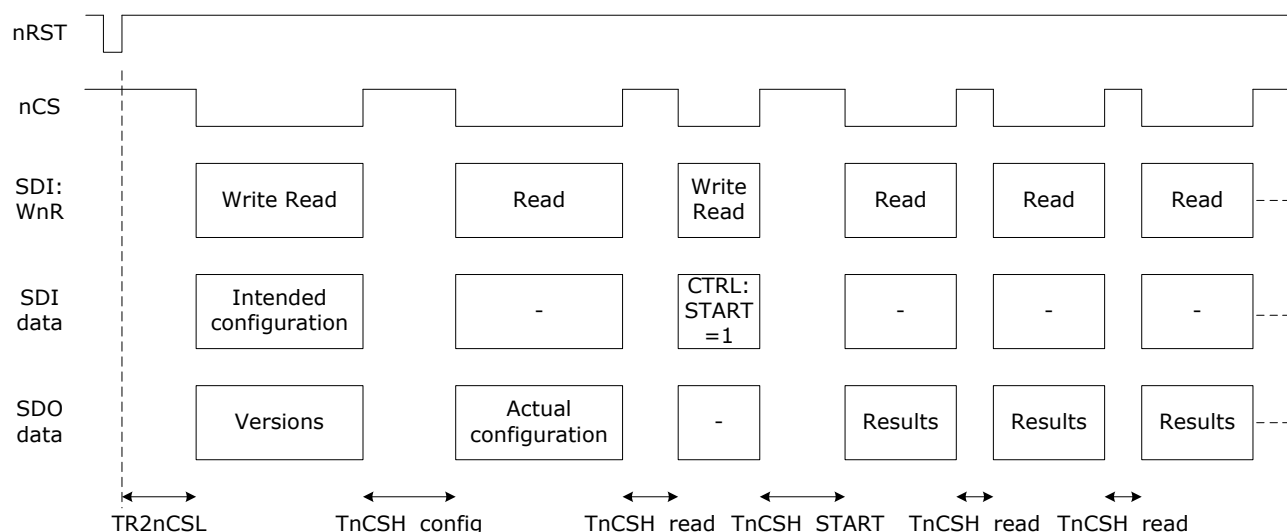 nRST
nCS
SDI:
WnR
Write Read
Read
Write
Read
Read
Read
Read
SDI
data
Intended
configuration
-
CTRL:
START
=1
-
-
-
SDO
data
Versions
Actual
configuration
-
Results
Results
Results
TR2nCSL
TnCSH_config
TnCSH_read
TnCSH_START
TnCSH_read
TnCSH_read